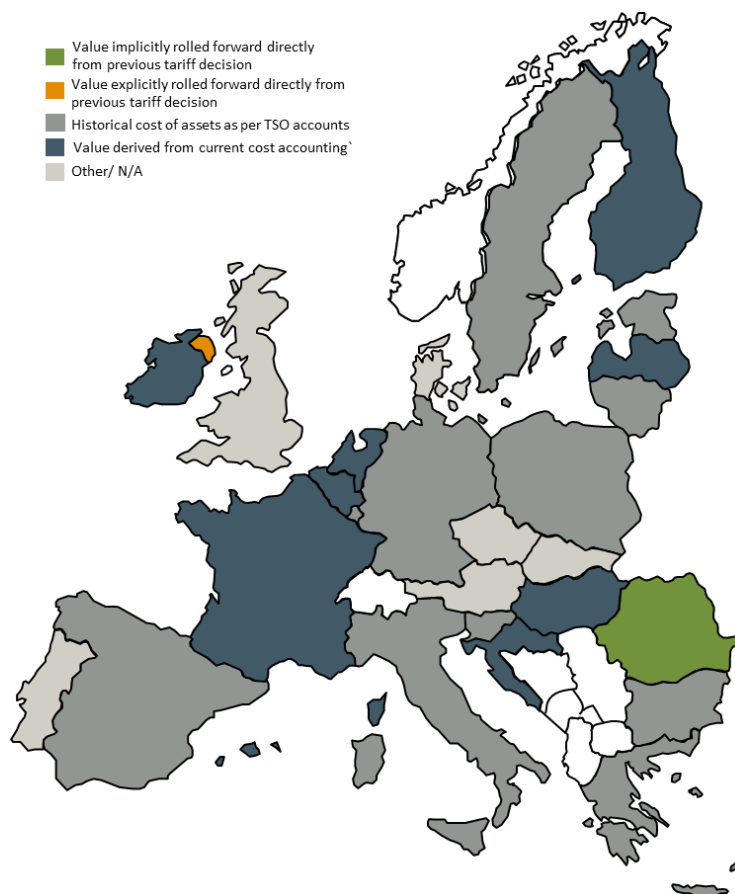 Value implicitly rolled forward directly
from previous tariff decision
Value explicitly rolled forward directly from
previous tariff decision
Historical cost of assets as per TSO accounts
Value derived from current cost accounting`
Other/ N/A